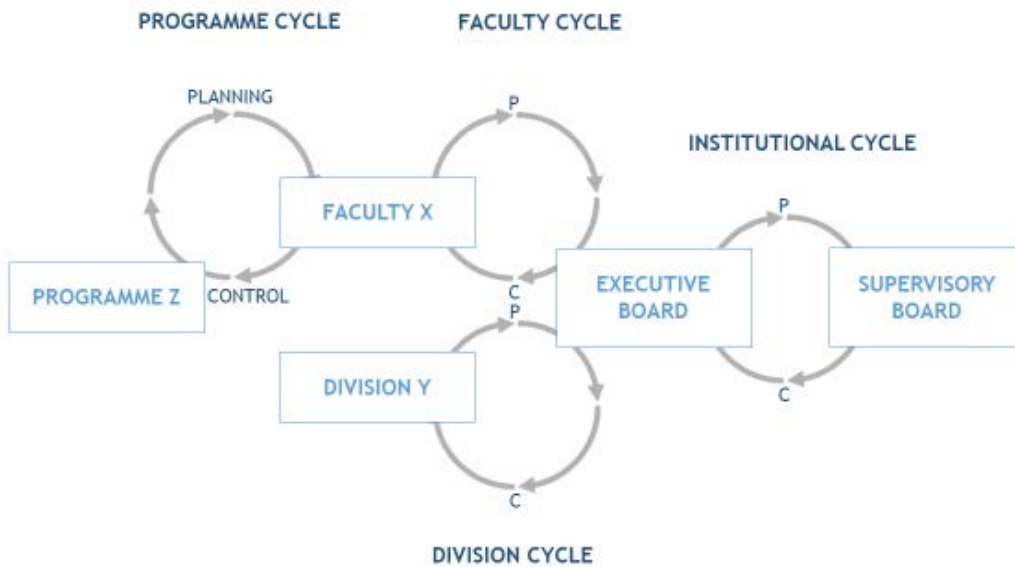 PROGRAMME CYCLE
FACULTY CYCLE
PLANNING
P
INSTITUTIONAL CYCLE
FACULTY X
P
PROGRAMME Z
CONTROL
C
EXECUTIVE
BOARD
SUPERVISORY
BOARD
P
DIVISION Y
C
C
DIVISION CYCLE